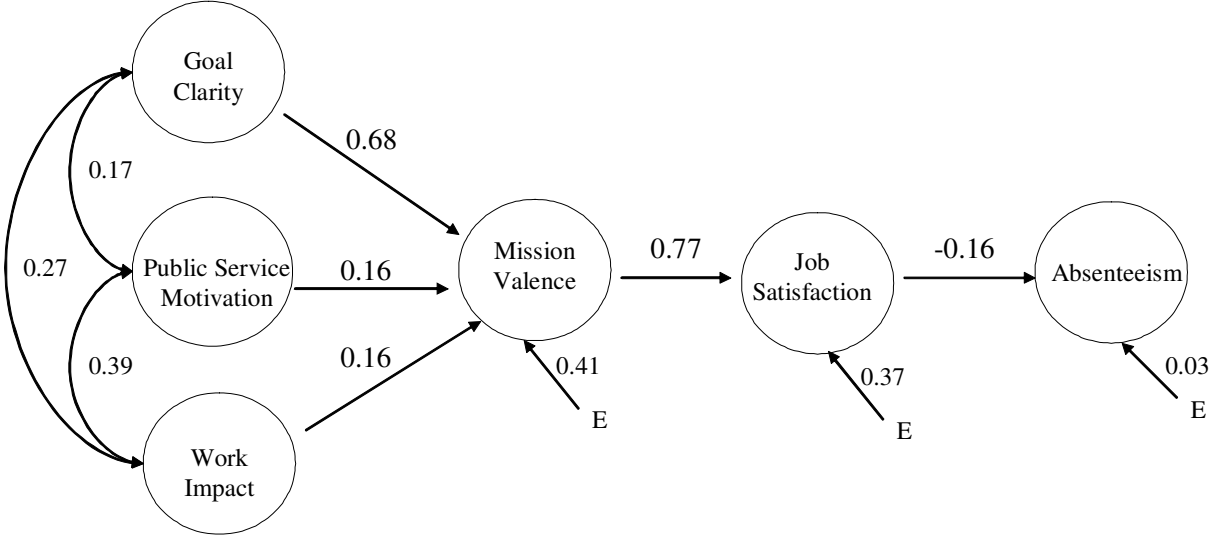 Goal
Clarity
0.68
0.17
Public Service
Motivation
0.27
0.16
Mission
Valence
0.77
Job
Satisfaction
-0.16
Absenteeism
0.39
0.16
0.41
E
0.37
E
0.03
E
Work
Impact